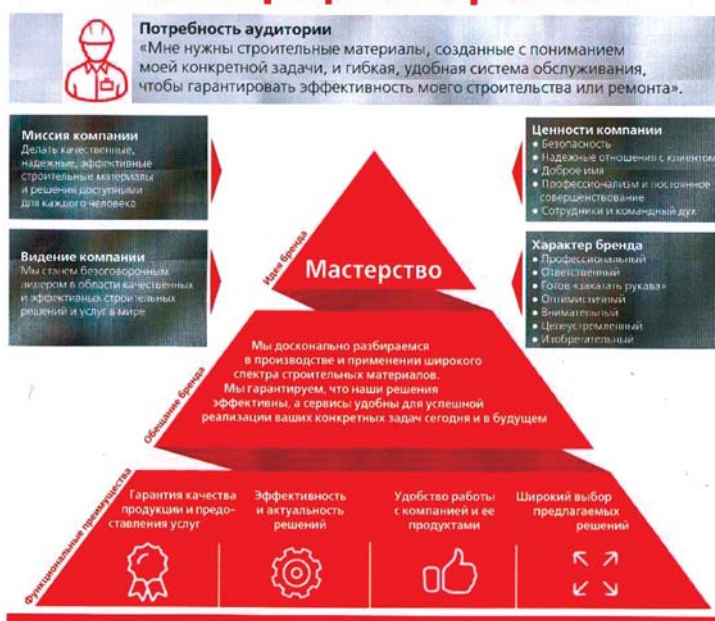 Потребность аудитории
«Мне нужны строительные материалы, созданные с пониманием
моей конкретной задачи, и гибкая, удобная система обслуживания,
чтобы гарантировать эффективность моего строительства или ремонта».
Миссия компании
Делать качественные,
надежные, эффективные
строительные материалы
и решения доступными
для каждого человека
Ценности компании
● Безопасность
● Надежные отношения с клиентом
● Доброе имя
● Профессионализм и постоянное
совершенствование
● Сотрудники и командный дух
Видение компании
Мы станем безоговорочным
лидером в области качественных
и эффективных строительных
решений и услуг в мире
Характер бренда
● Профессиональный
● Ответственный
● Готов «закатать рукава»
● Оптимистичный
● Внимательный
● Целеустремленный
● Изобретательный
Идея бренда
Мастерство
Обещание бренда
Мы досконально разбираемся
в производстве и применении широкого
спектра строительных материалов.
Мы гарантируем, что наши решения
эффективны, а сервисы удобны для успешной
реализации ваших конкретных задач сегодня и в будущем
Функциональные преимущества
Гарантия качества
продукции и предо-
ставления услуг
Эффективность
и актуальность
решений
Удобство работы
с компанией и ее
продуктами
Широкий выбор
предлагаемых
решений